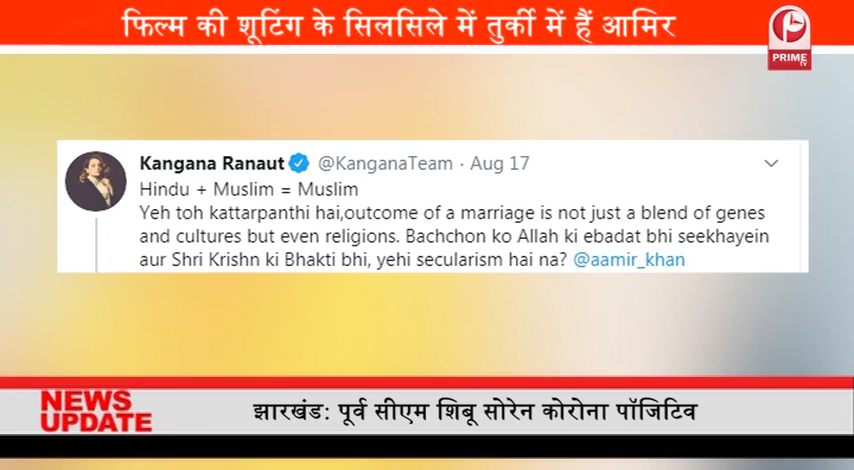 फिल्म की शूटिंग के सिलसिले में तुर्की में हैं आमिर
PRIME
TV
Kangana Ranaut @KanganaTeam · Aug 17
Hindu + Muslim = Muslim
Yeh toh kattarpanthi hai,outcome of a marriage is not just a blend of genes
and cultures but even religions. Bachchon ko Allah ki ebadat bhi seekhayein
aur Shri Krishn ki Bhakti bhi, yehi secularism hai na? @aamir_khan
NEWS
UPDATE
झारखंड: पूर्व सीएम शिबू सोरेन कोरोना पॉजिटिव